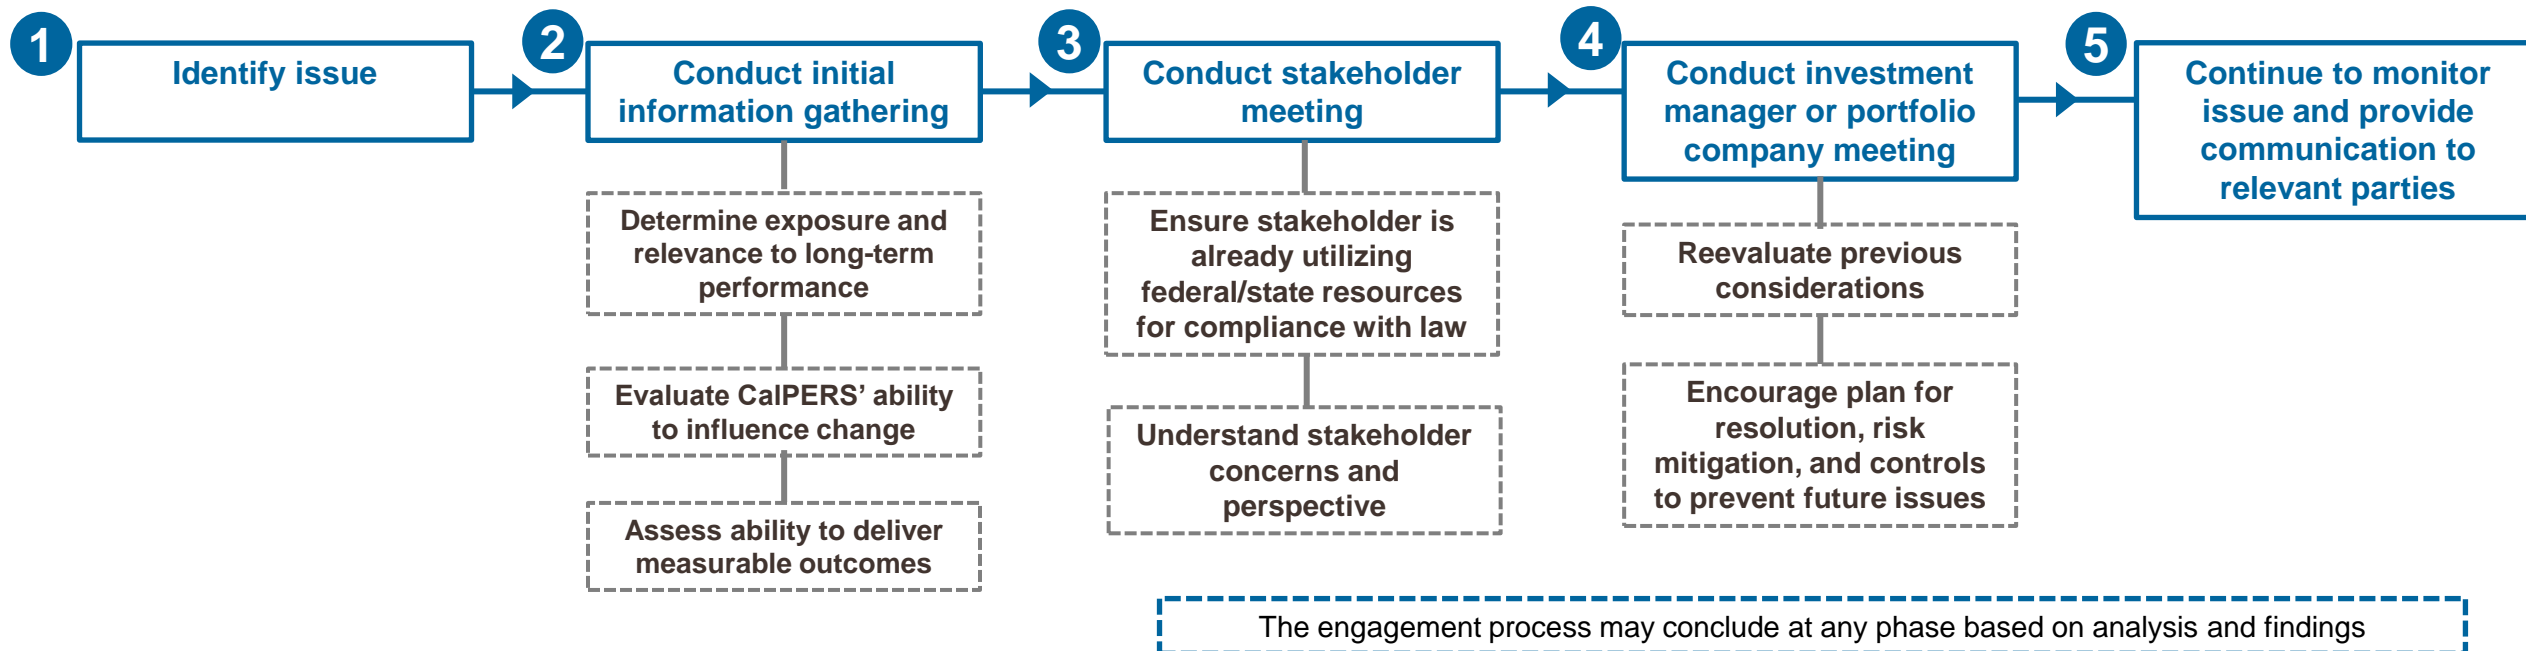 1
Identify issue
2
Conduct initial
information gathering
Determine exposure and
relevance to long-term
performance
Evaluate CalPERS’ ability
to influence change
Assess ability to deliver
measurable outcomes
3
Conduct stakeholder
meeting
Ensure stakeholder is
already utilizing
federal/state resources
for compliance with law
Understand stakeholder
concerns and
perspective
4
Conduct investment
manager or portfolio
company meeting
Reevaluate previous
considerations
Encourage plan for
resolution, risk
mitigation, and controls
to prevent future issues
5
Continue to monitor
issue and provide
communication to
relevant parties
The engagement process may conclude at any phase based on analysis and findings